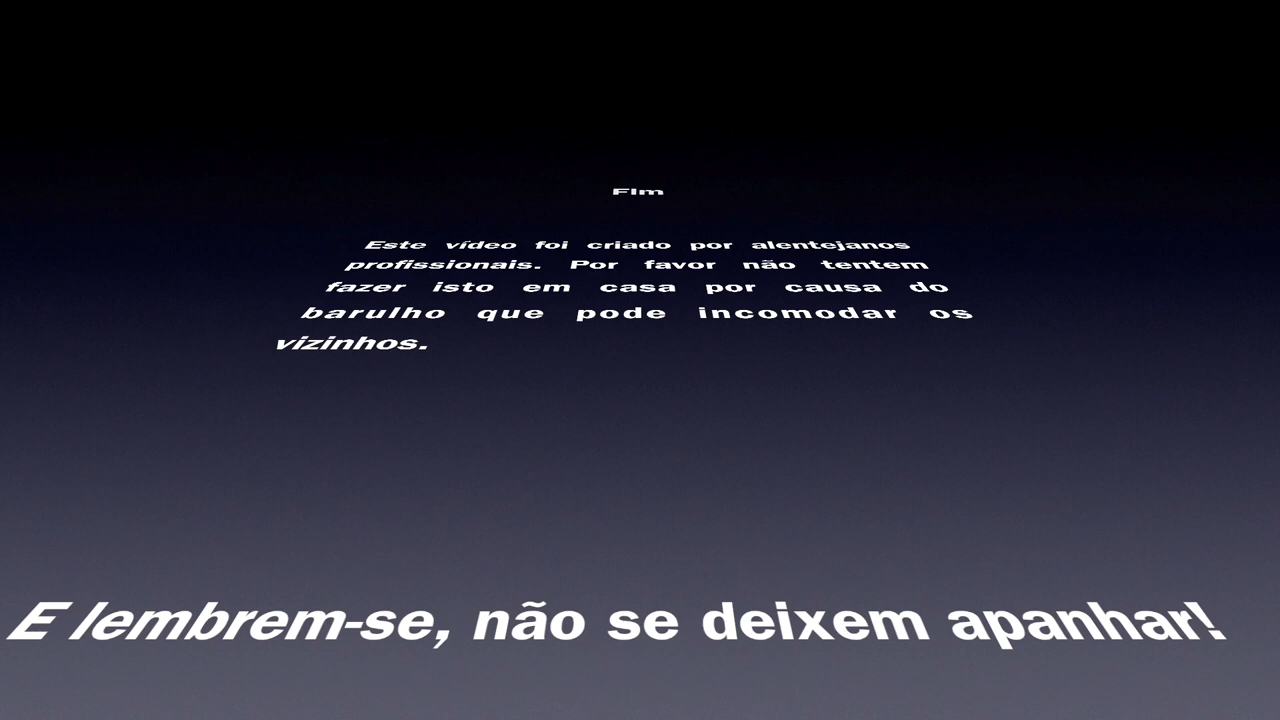 Fim
Este vídeo foi criado por alentejanos
profissionais. Por favor não tentem
fazer isto em casa por causa do
barulho que pode incomodar os
vizinhos.
E lembrem-se, não se deixem apanhar!